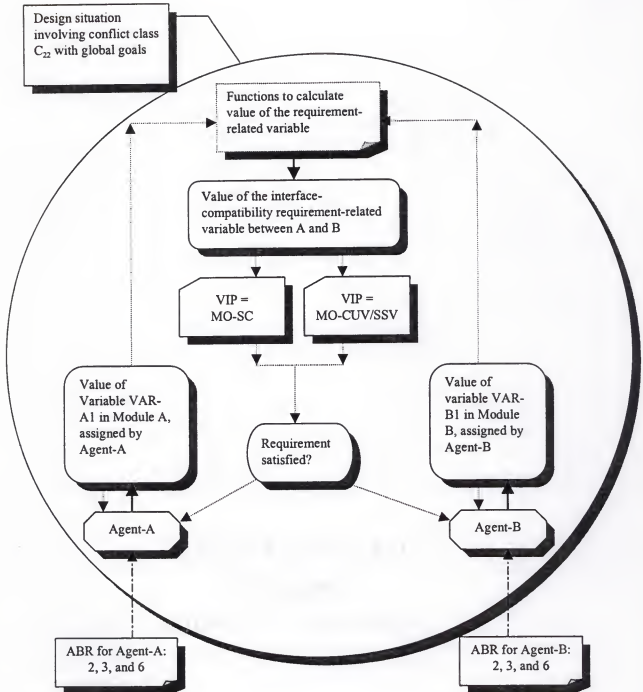 Design situation
involving conflict class
C₂₂ with global goals
Functions to calculate
value of the requirement-
related variable
Value of the interface-
compatibility requirement-related
variable between A and B
VIP =
MO-SC
VIP =
MO-CUV/SSV
Value of
Variable VAR-
A1 in Module A,
assigned by
Agent-A
Value of
variable VAR-
B1 in Module
B, assigned by
Agent-B
Requirement
satisfied?
Agent-A
Agent-B
ABR for Agent-A:
2, 3, and 6
ABR for Agent-B:
2, 3, and 6